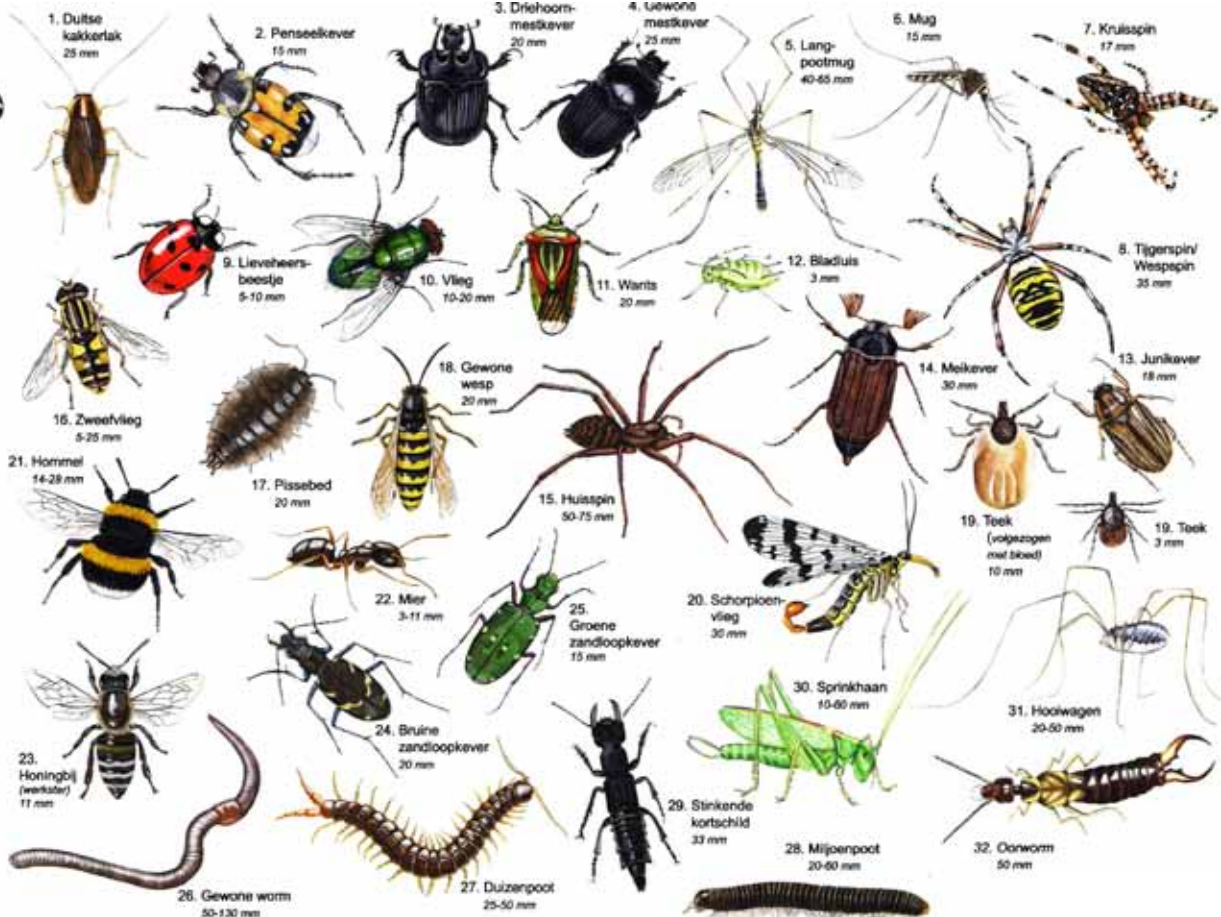 1. Duitse
kakkerlak
25 mm
2. Penseelkever
15 mm
3. Driehoorn-
mestkever
20 mm
4. Gewone
mestkever
25 mm
5. Lang-
pootmug
40-65 mm
6. Mug
15 mm
7. Kruisspin
17 mm
8. Tijgerspin/
Wespspin
35 mm
9. Lieveheers-
beestje
5-10 mm
10. Vlieg
10-20 mm
11. Wants
20 mm
12. Bladluis
3 mm
13. Junikever
18 mm
14. Meikever
30 mm
15. Huisspin
50-75 mm
16. Zweefvlieg
5-25 mm
17. Pissebed
20 mm
18. Gewone
wesp
20 mm
19. Teek
(volgezogen
met bloed)
10 mm
19. Teek
3 mm
20. Schorpioen-
vlieg
30 mm
21. Hommel
14-28 mm
22. Mier
3-11 mm
23.
Honingbij
(werkster)
11 mm
24. Bruine
zandloopkever
20 mm
25.
Groene
zandloopkever
15 mm
26. Gewone worm
50-130 mm
27. Duizenpoot
25-50 mm
28. Miljoenpoot
20-60 mm
29. Stinkende
kortschild
33 mm
30. Sprinkhaan
10-60 mm
31. Hooiwagen
20-50 mm
32. Oorworm
50 mm